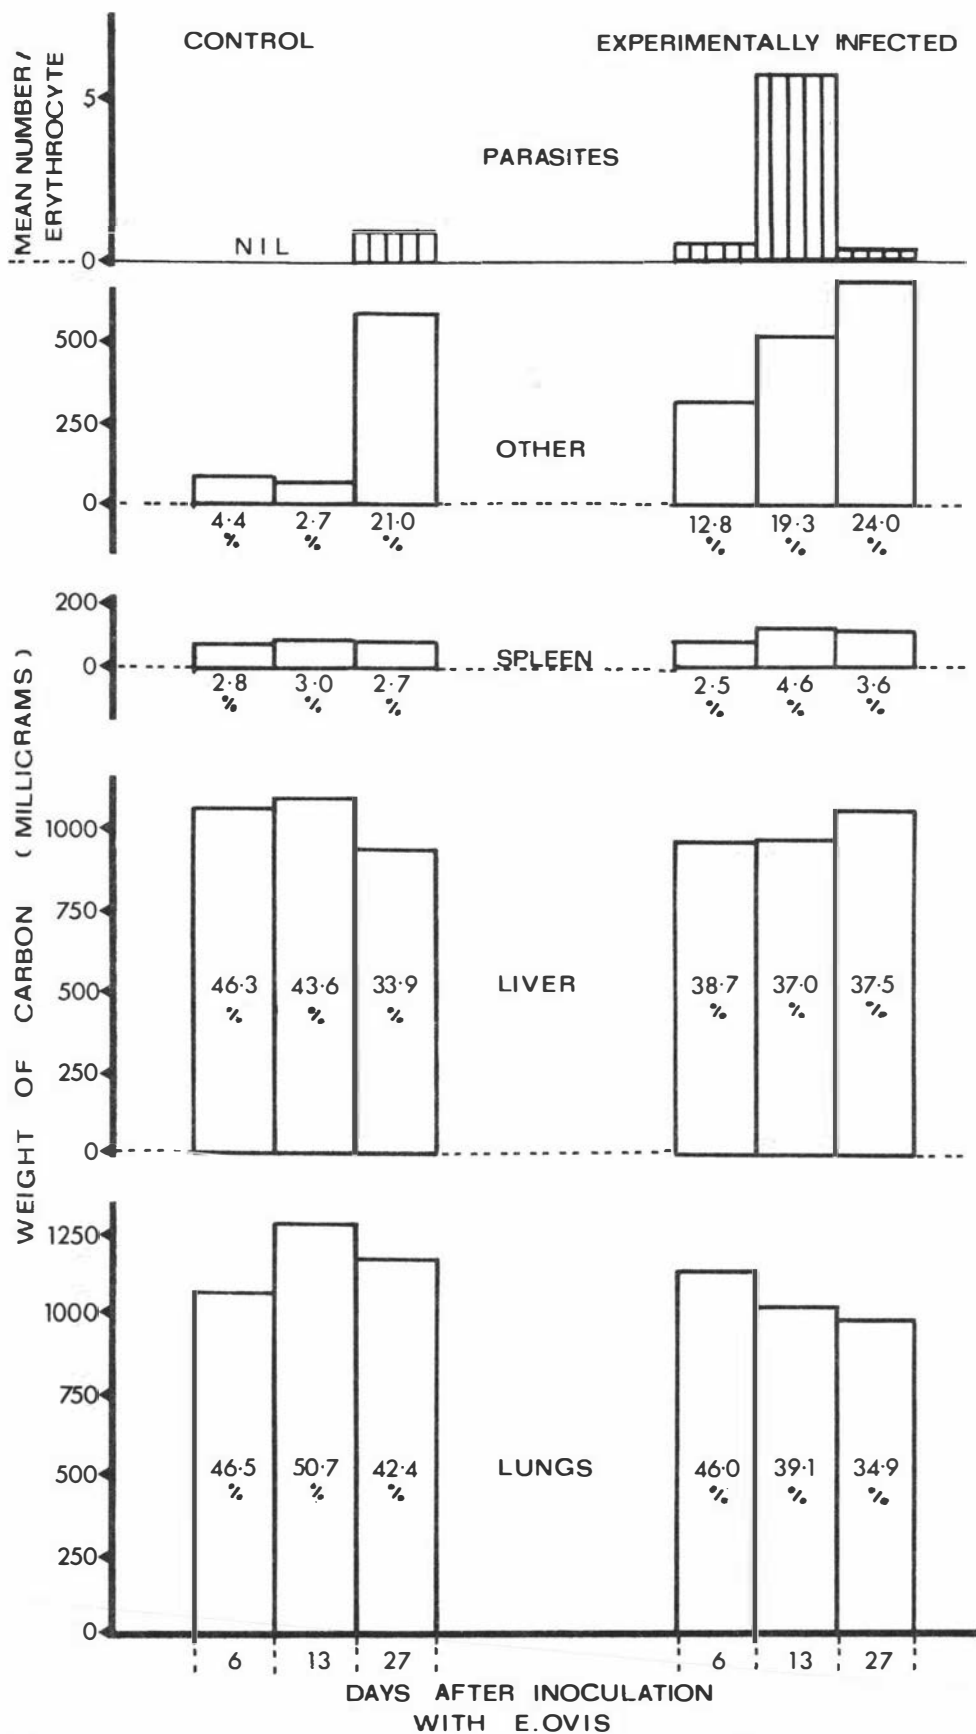 CONTROL
EXPERIMENTALLY INFECTED
MEAN NUMBER/
ERYTHROCYTE
5
PARASITES
NIL
0
500
250
OTHER
0
4·4 2·7 21·0
% % %
12·8 19·3 24·0
% % %
200
0
SPLEEN
2·8 3·0 2·7
% % %
2·5 4·6 3·6
% % %
WEIGHT OF CARBON (MILLIGRAMS)
1000
750
500
46·3 43·6 33·9
% % %
LIVER
38·7 37·0 37·5
% % %
250
0
1250
1000
750
500
46·5 50·7 42·4
% % %
LUNGS
46·0 39·1 34·9
% % %
250
0
6 13 27
6 13 27
DAYS AFTER INOCULATION
WITH E.OVIS